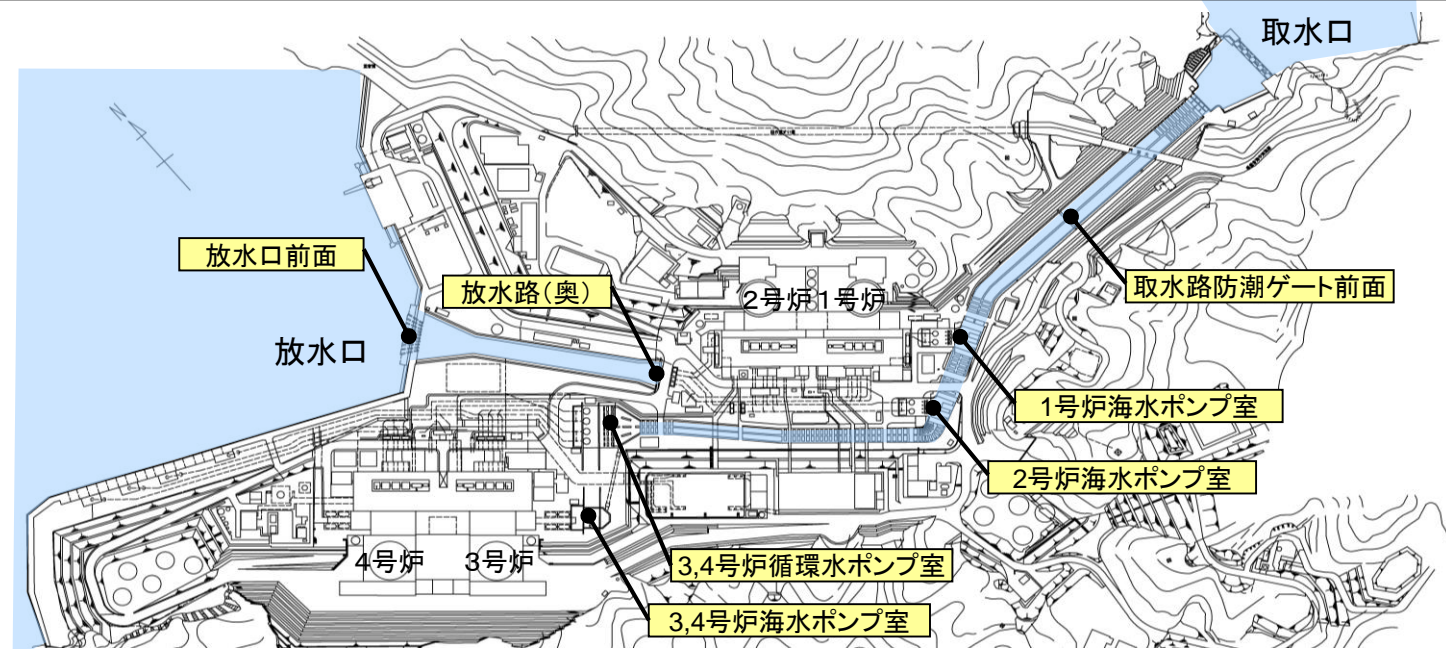 取水口
放水口前面
放水路(奥)
2号炉
1号炉
取水路防潮ゲート前面
放水口
1号炉海水ポンプ室
2号炉海水ポンプ室
4号炉
3号炉
3,4号炉循環水ポンプ室
3,4号炉海水ポンプ室